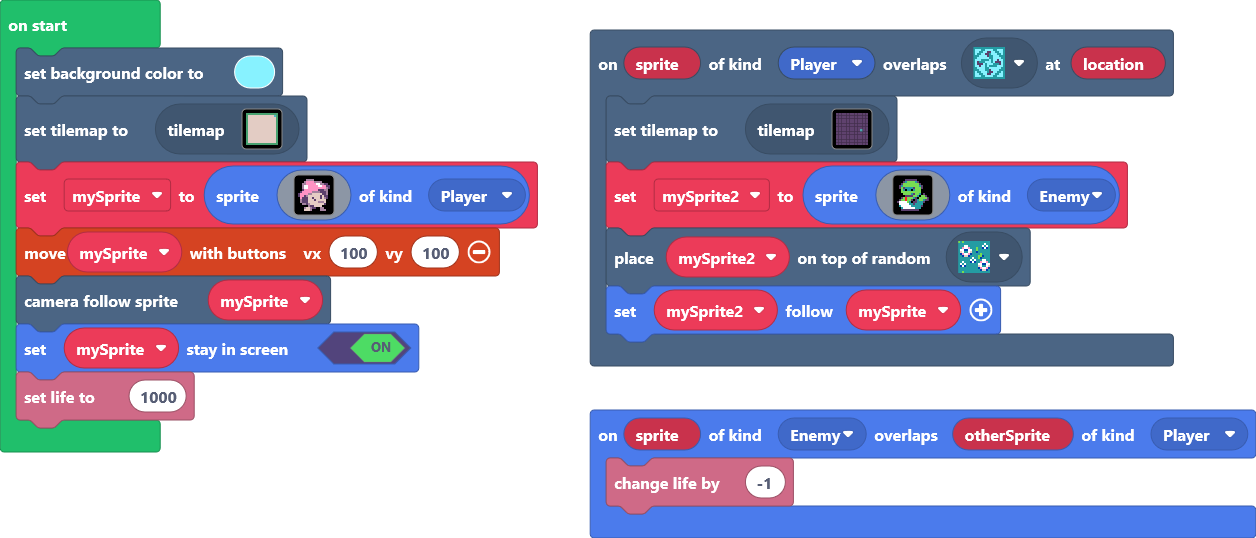 on start
set background color to
set tilemap to tilemap
set mySprite to sprite of kind Player
move mySprite with buttons vx 100 vy 100
camera follow sprite mySprite
set mySprite stay in screen ON
set life to 1000
on sprite of kind Player overlaps at location
set tilemap to tilemap
set mySprite2 to sprite of kind Enemy
place mySprite2 on top of random
set mySprite2 follow mySprite
on sprite of kind Enemy overlaps otherSprite of kind Player
change life by -1